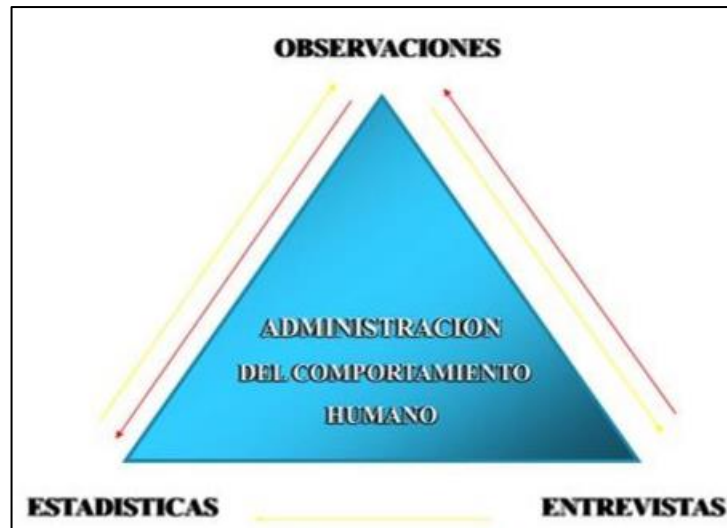 OBSERVACIONES
ADMINISTRACION
DEL COMPORTAMIENTO
HUMANO
ESTADISTICAS
ENTREVISTAS